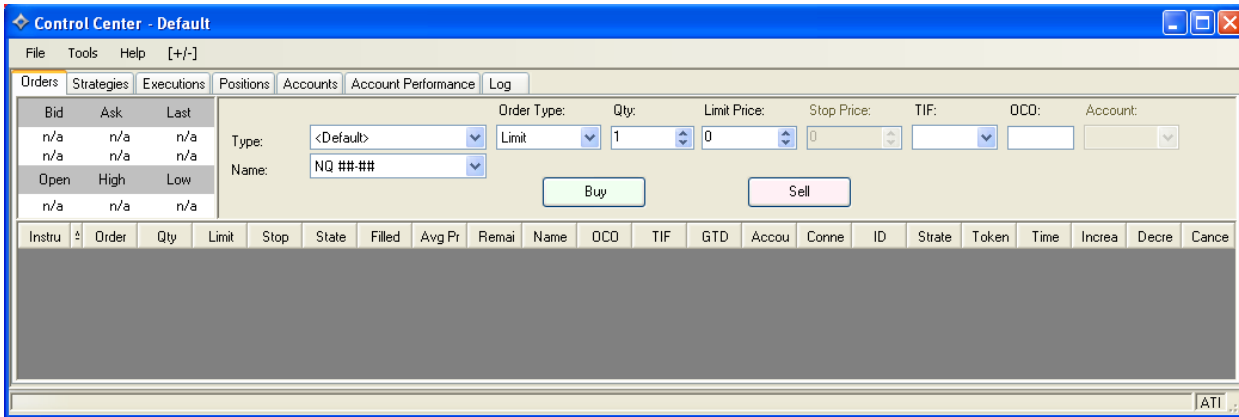 Control Center - Default
File Tools Help [+/-]
Orders Strategies Executions Positions Accounts Account Performance Log
Bid Ask Last Order Type: Qty: Limit Price: Stop Price: TIF: OCO: Account:
n/a n/a n/a Type: <Default> Limit 1 0 0
n/a n/a n/a
Name: NQ ##-##
Open High Low
Buy Sell
n/a n/a n/a
Instru Order Qty Limit Stop State Filled Avg Pr Remai Name OCO TIF GTD Accou Conne ID Strate Token Time Increa Decre Cance
ATI